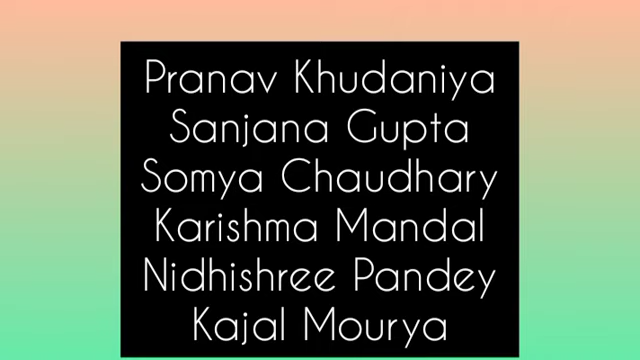 Pranav Khudaniya
Sanjana Gupta
Somya Chaudhary
Karishma Mandal
Nidhishree Pandey
Kajal Mourya